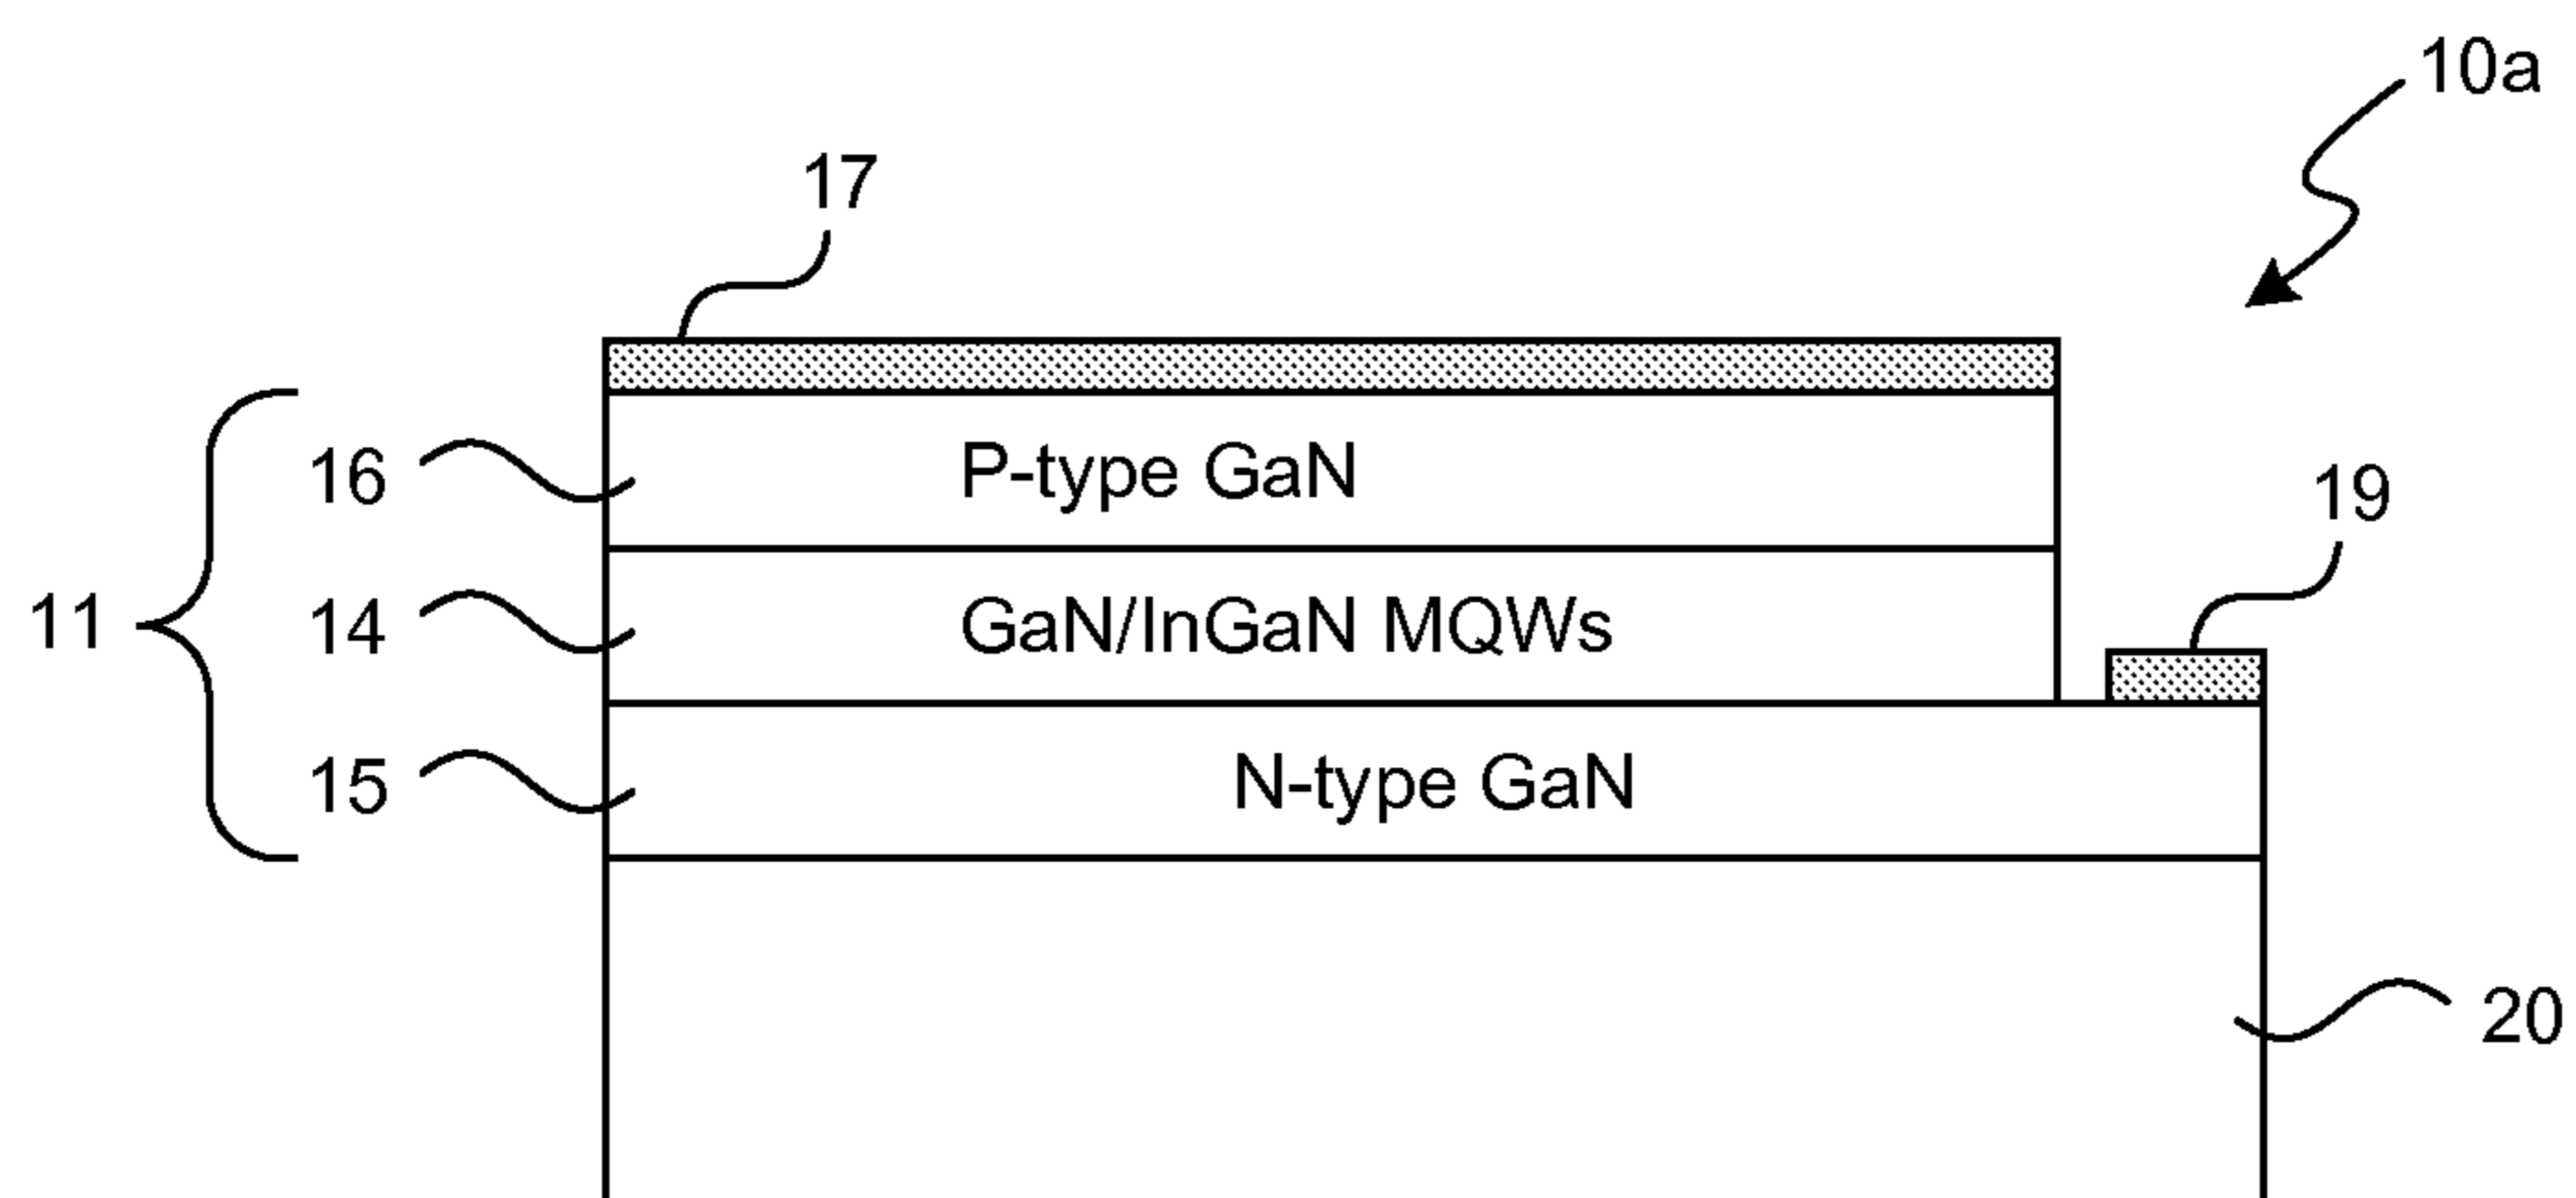 10a
17
16 P-type GaN
19
11 14 GaN/InGaN MQWs
15 N-type GaN
20